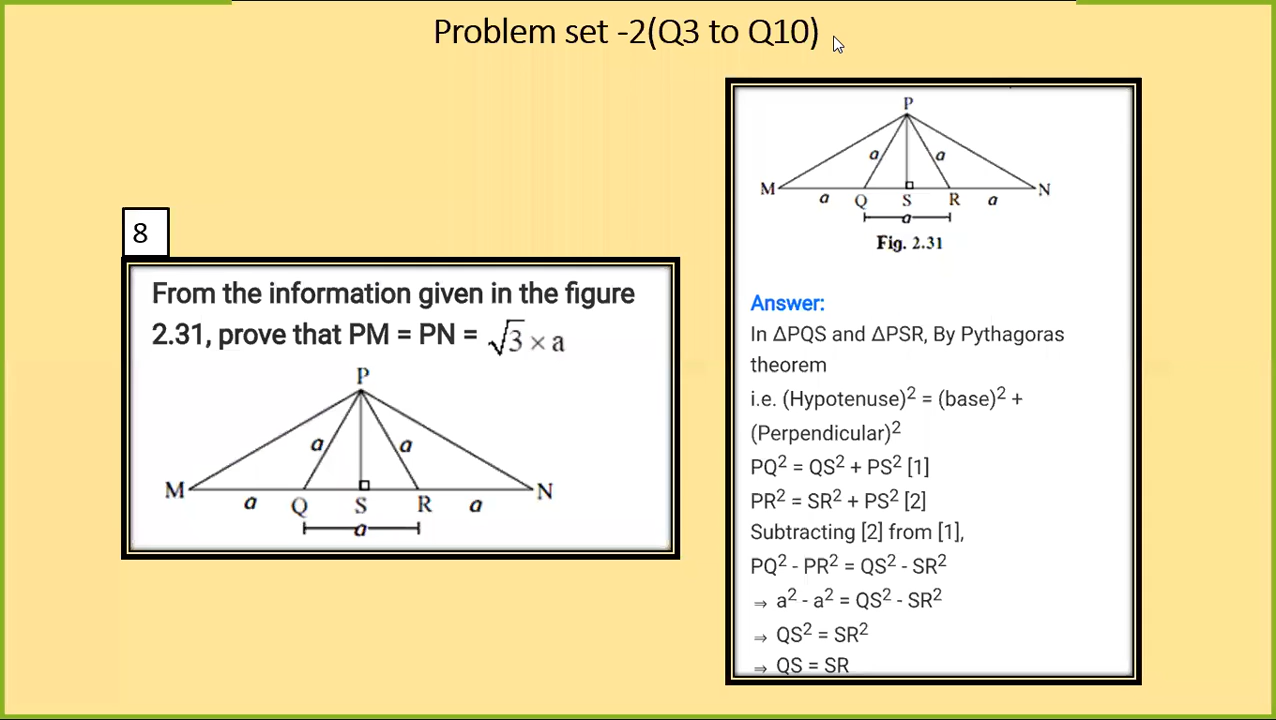 Problem set -2(Q3 to Q10)
8
From the information given in the figure
2.31, prove that PM = PN = √3 × a
P
a a
M a Q S R a N
a
P
a a
M a Q S R a N
a
Fig. 2.31
Answer:
In ΔPQS and ΔPSR, By Pythagoras
theorem
i.e. (Hypotenuse)² = (base)² +
(Perpendicular)²
PQ² = QS² + PS² [1]
PR² = SR² + PS² [2]
Subtracting [2] from [1],
PQ² - PR² = QS² - SR²
⇒ a² - a² = QS² - SR²
⇒ QS² = SR²
⇒ QS = SR